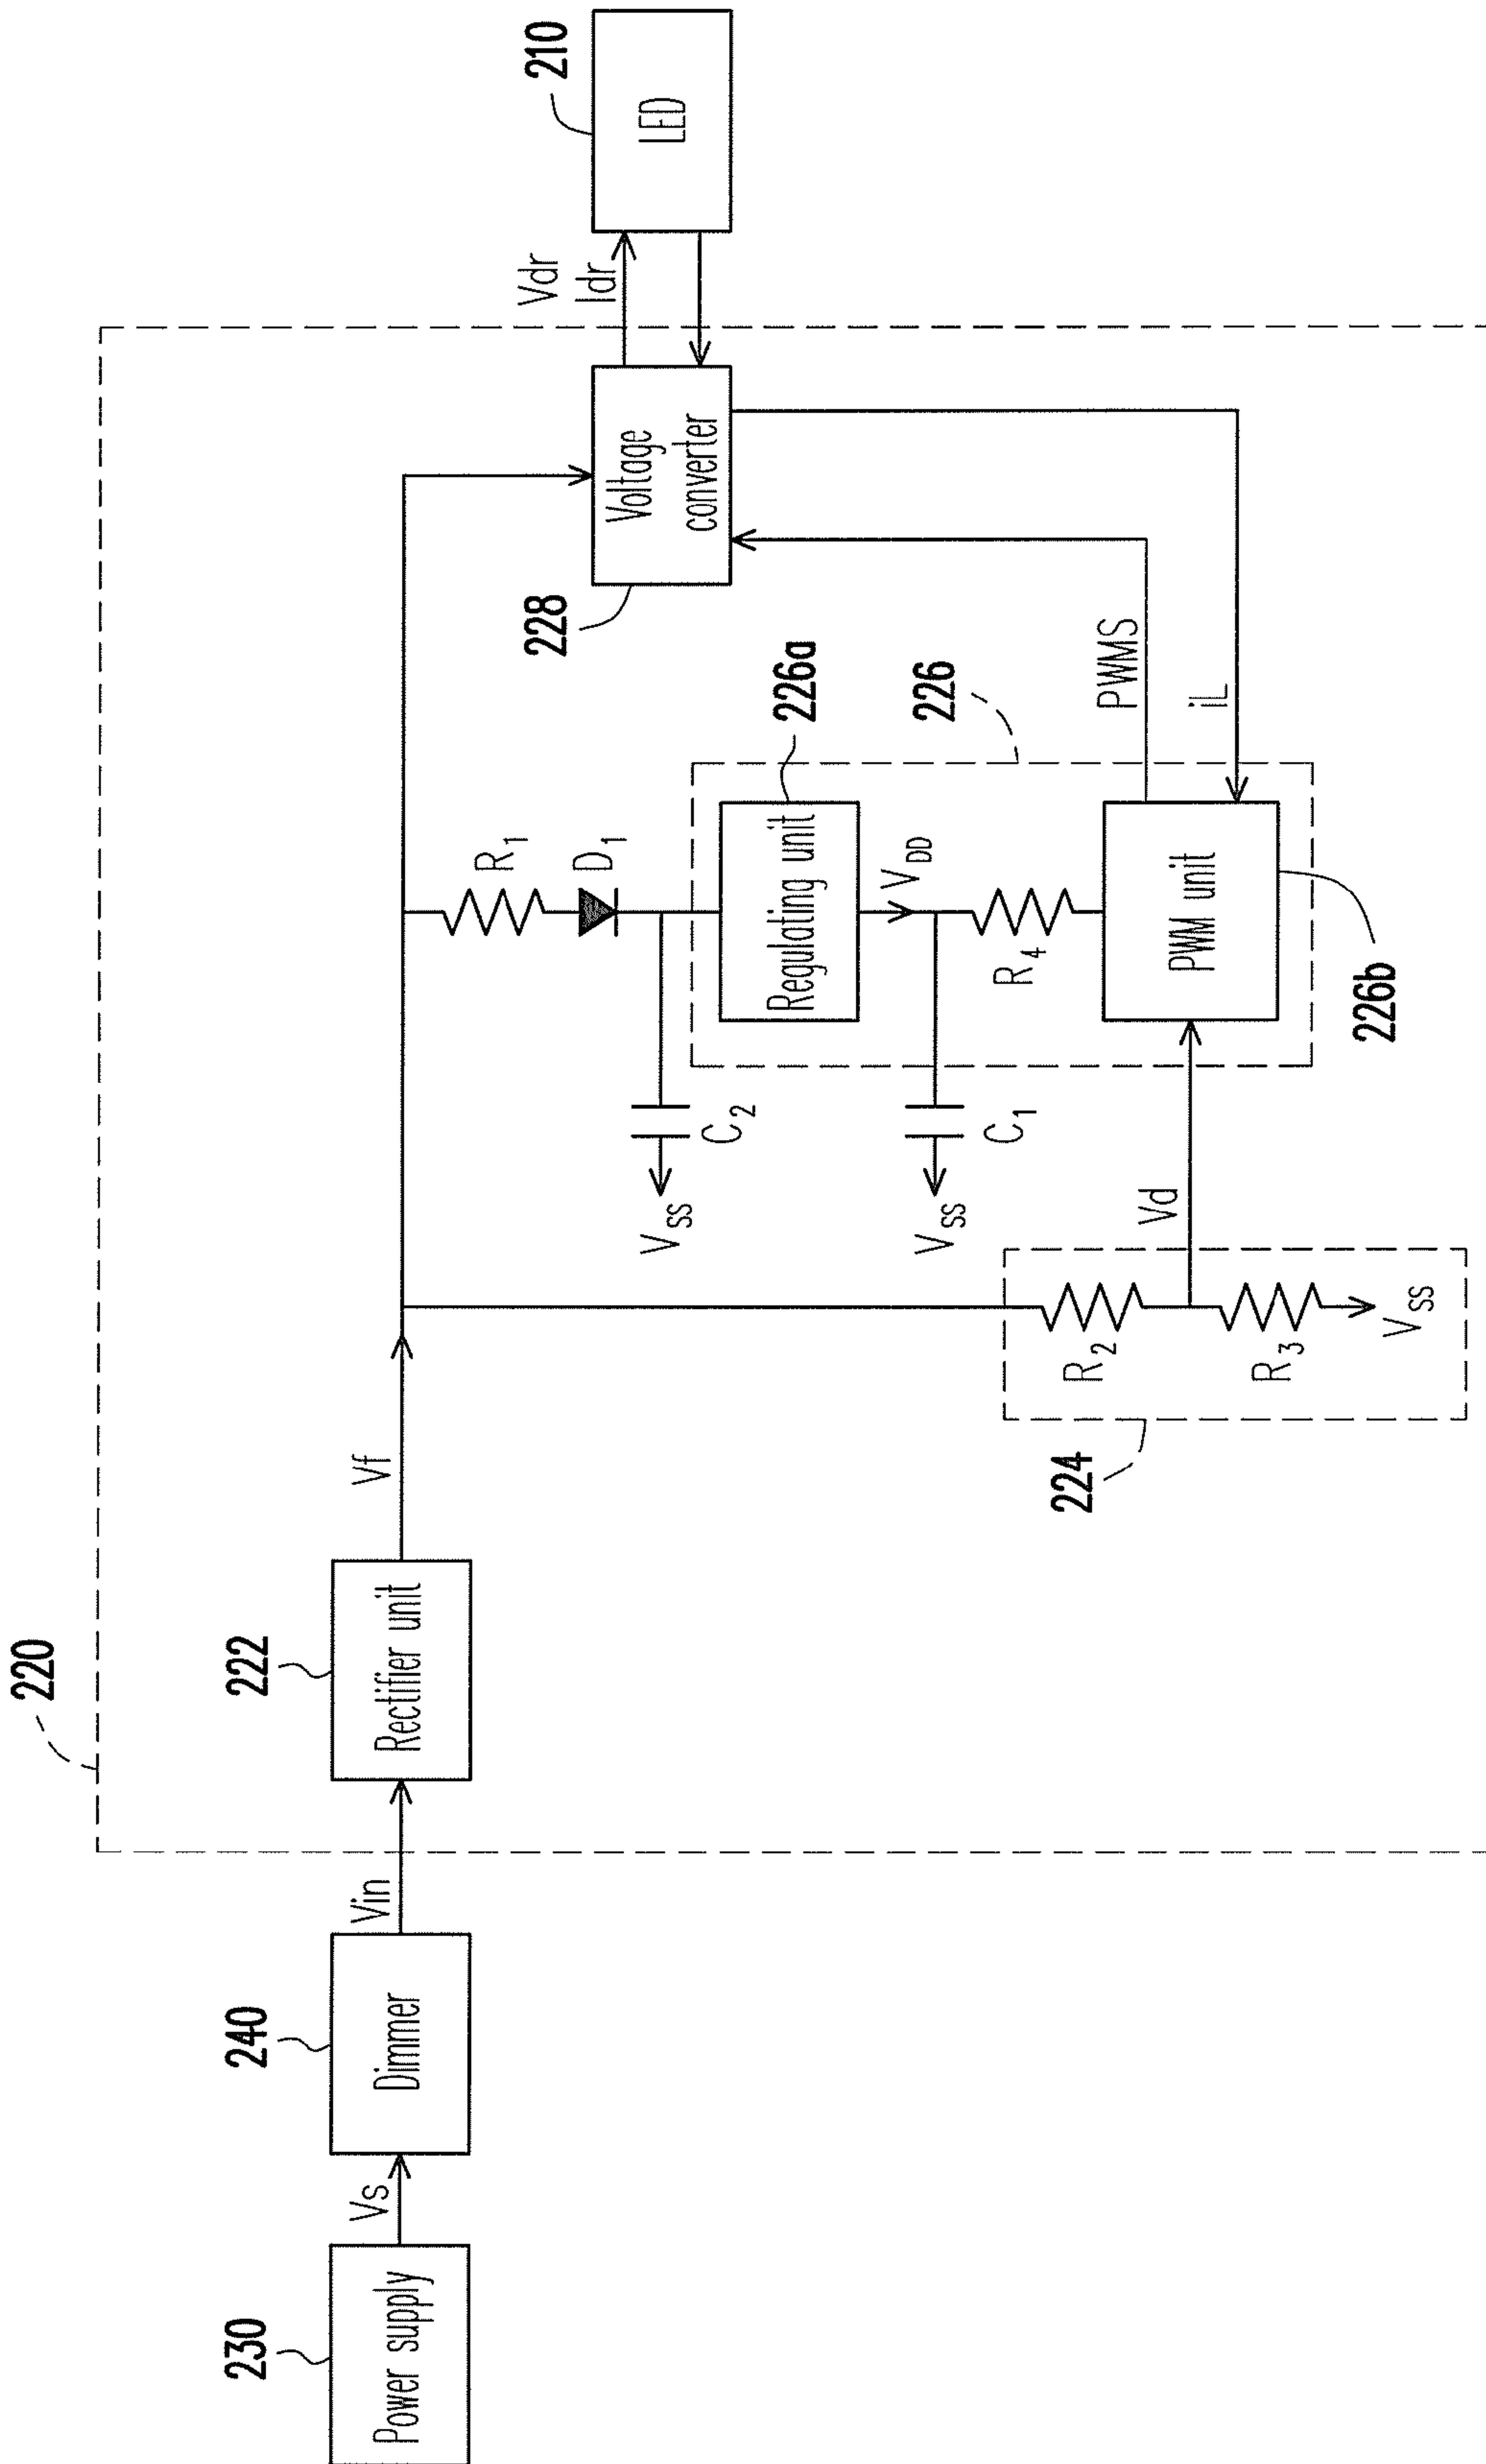 220
230
Power supply
Vs
240
Dimmer
Vin
222
Rectifier unit
Vf
224
R2
R3
VSS
Vd
VSS
C2
VSS
C1
R1
D1
226
226a
Regulating unit
VDD
R4
PWM unit
226b
PWMS
iL
228
Voltage
converter
Vdr
Idr
210
LED